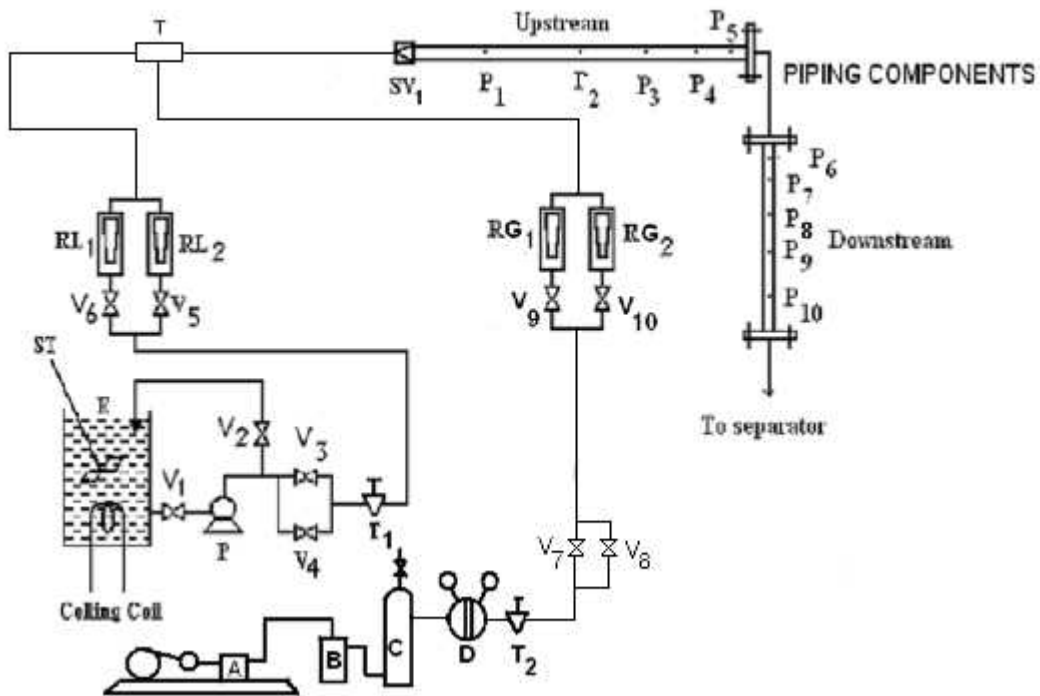 T
Upstream
P5
SV1
P1
Γ2
P3
P4
PIPING COMPONENTS
P6
P7
P8
P9
P10
Downstream
To separator
RL1
RL2
RG1
RG2
V6
V5
V9
V10
ST
E
V2
V3
V1
P
V4
T1
V7
V8
Colling Coil
A
B
C
D
T2